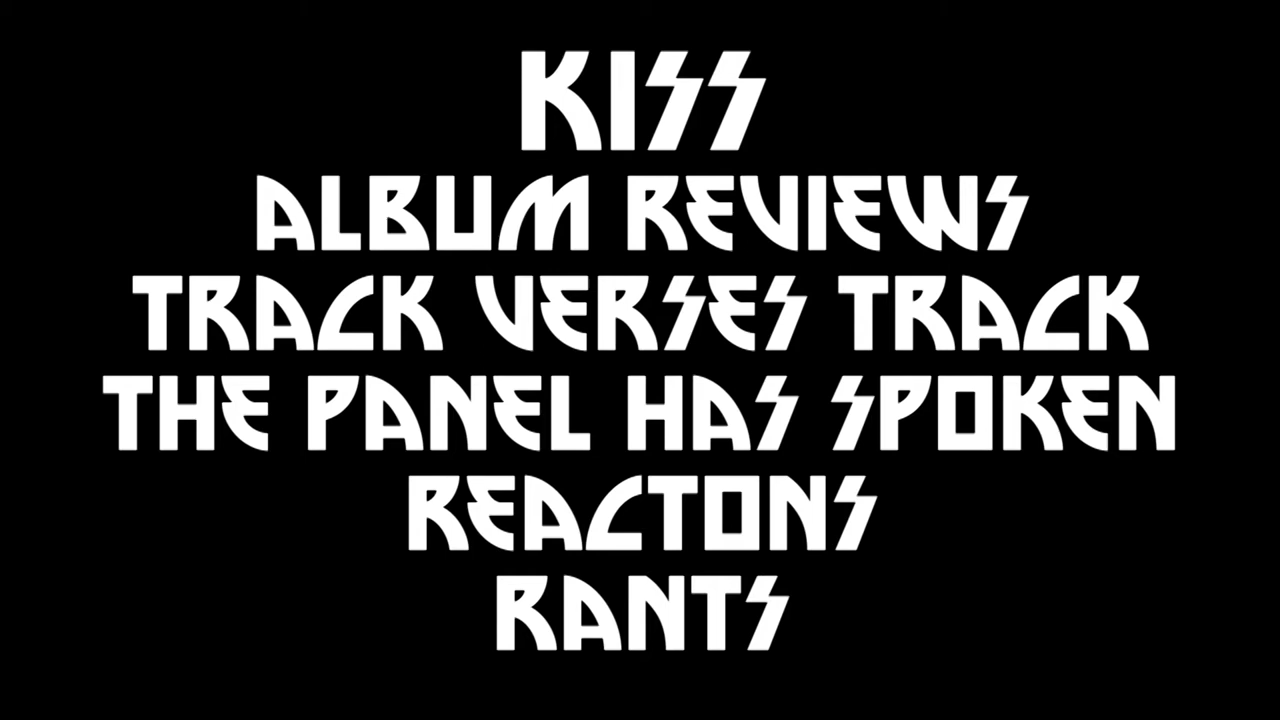 KISS
ALBUM REVIEWS
TRACK VERSES TRACK
THE PANEL HAS SPOKEN
REACTONS
RANTS